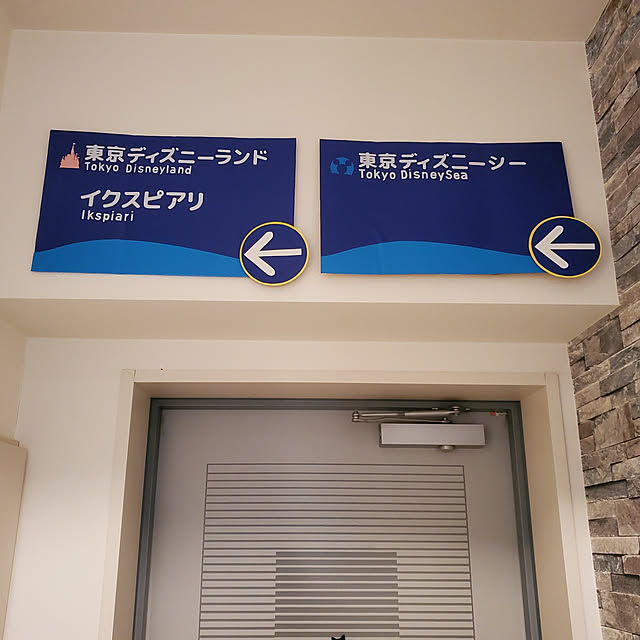 東京ディズニーランド
Tokyo Disneyland
イクスピアリ
Ikspiari
東京ディズニーシー
Tokyo DisneySea